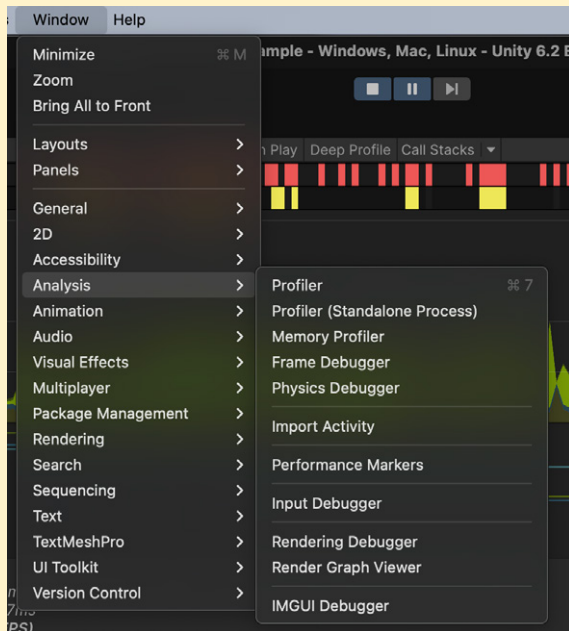 Window Help
ample - Windows, Mac, Linux - Unity 6.2 B
Minimize ⌘ M
Zoom
Bring All to Front
Layouts
Panels
General
2D
Accessibility
Analysis
Animation
Audio
Visual Effects
Multiplayer
Package Management
Rendering
Search
Sequencing
Text
TextMeshPro
UI Toolkit
Version Control
n Play Deep Profile Call Stacks
Profiler ⌘ 7
Profiler (Standalone Process)
Memory Profiler
Frame Debugger
Physics Debugger
Import Activity
Performance Markers
Input Debugger
Rendering Debugger
Render Graph Viewer
IMGUI Debugger
7ms